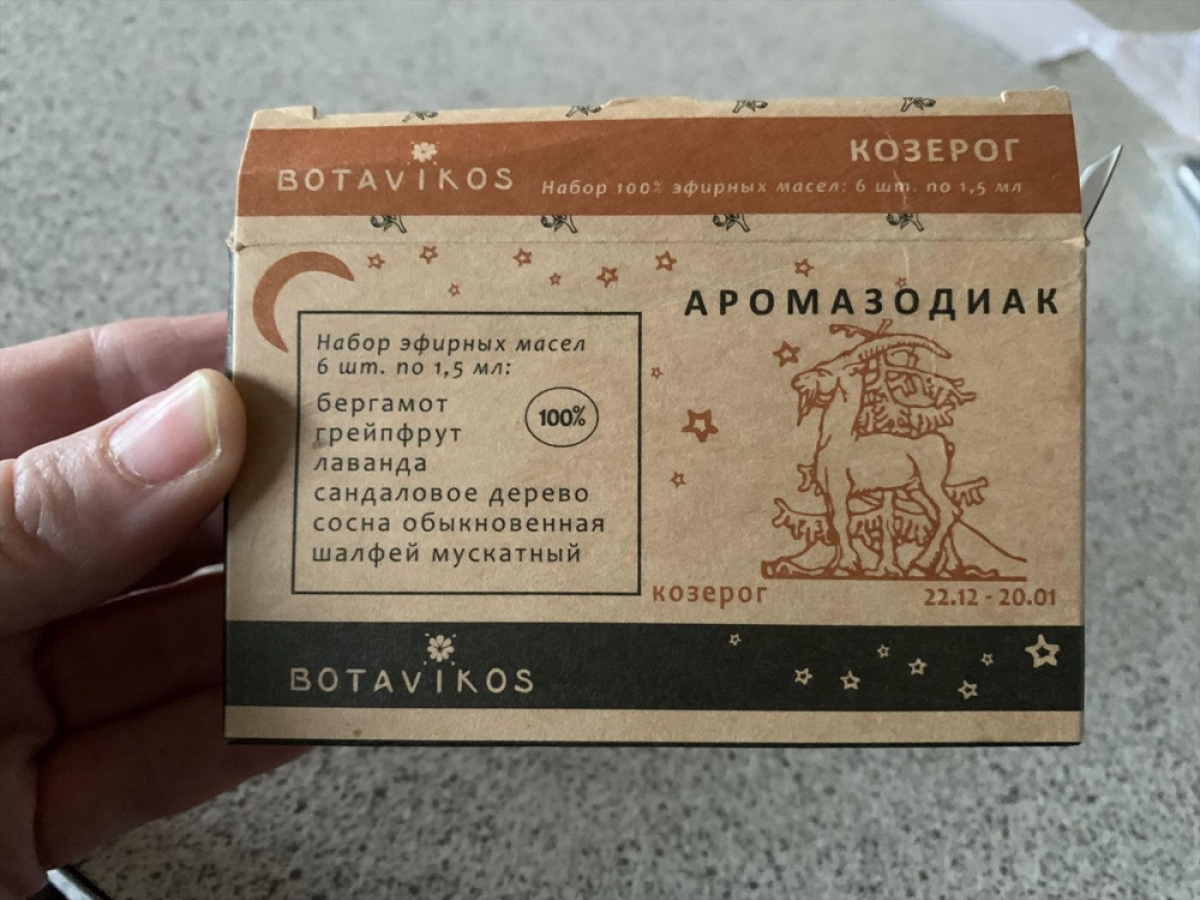 BOTAVIKOS
КОЗЕРОГ
Набор 100% эфирных масел: 6 шт. по 1,5 мл
АРОМАЗОДИАК
Набор эфирных масел
6 шт. по 1,5 мл:
бергамот
100%
грейпфрут
лаванда
сандаловое дерево
сосна обыкновенная
шалфей мускатный
козерог
22.12 - 20.01
BOTAVIKOS